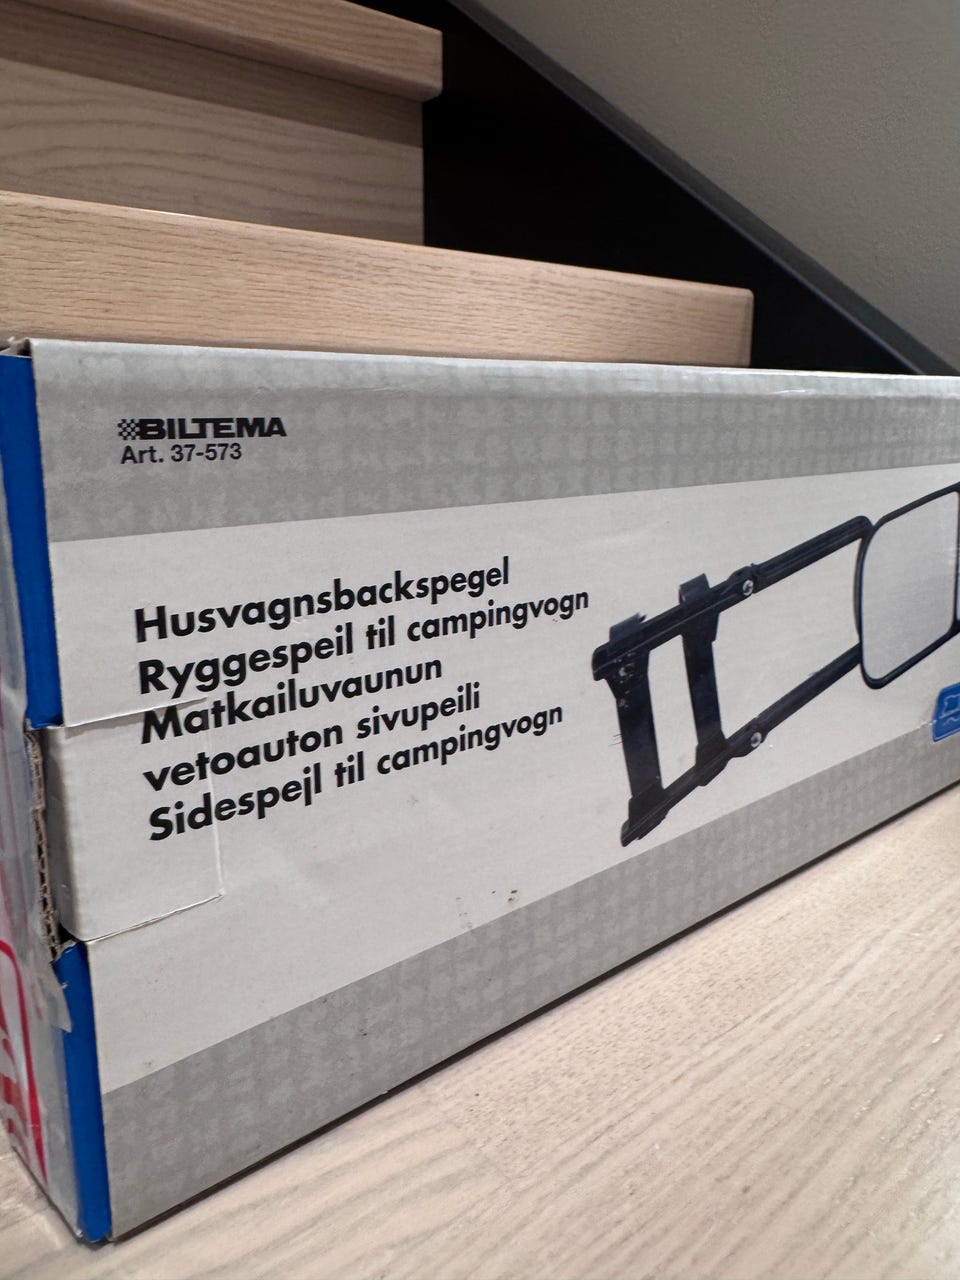 BILTEMA
Art. 37-573
Husvagnsbackspegel
Ryggespeil til campingvogn
Matkailuvaunun
vetoauton sivupeili
Sidespejl til campingvogn